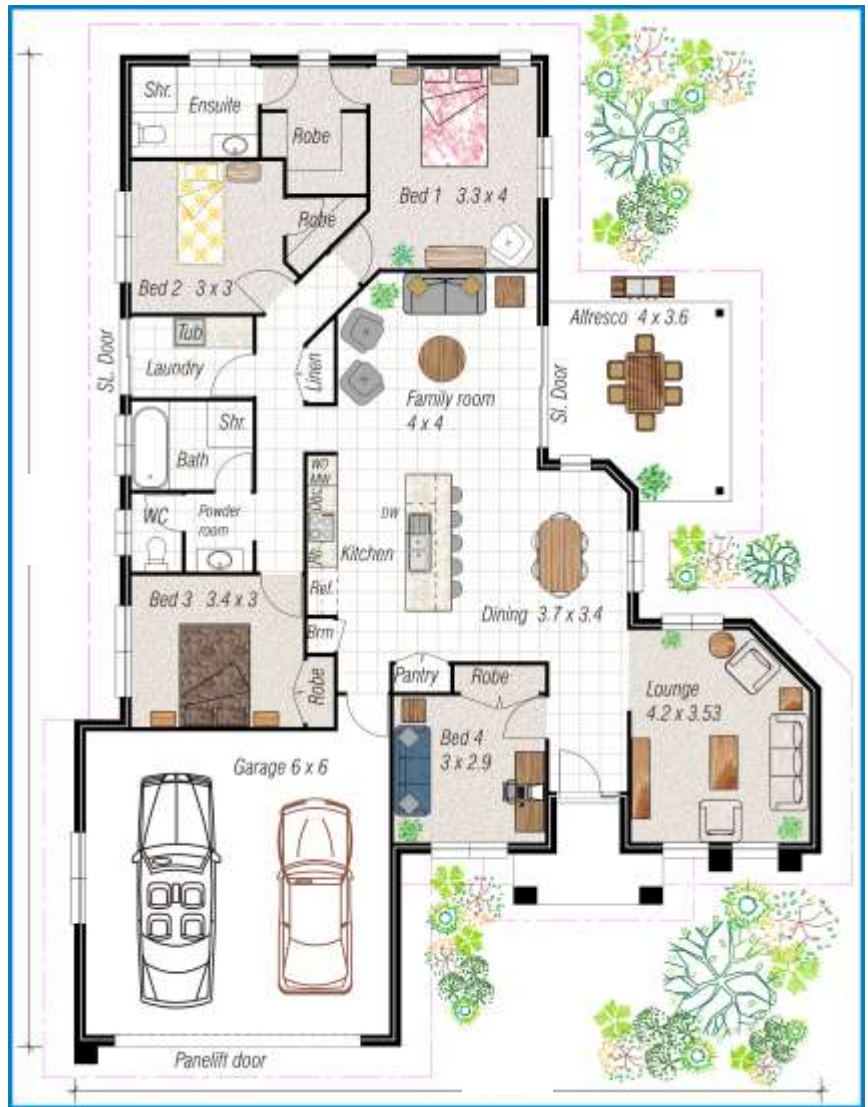 Shr.
Ensuite
Robe
Bed 1 3.3 x 4
Robe
Bed 2 3 x 3
Alfresco 4 x 3.6
Tub
SL. Door
Laundry
Linen
Family room
4 x 4
Sl. Door
Shr.
Bath
WO
MW
DW
WC
Powder
room
Kitchen
Ref.
Bed 3 3.4 x 3
Dining 3.7 x 3.4
Brm
Robe
Pantry
Robe
Lounge
4.2 x 3.53
Bed 4
3 x 2.9
Garage 6 x 6
Panelift door